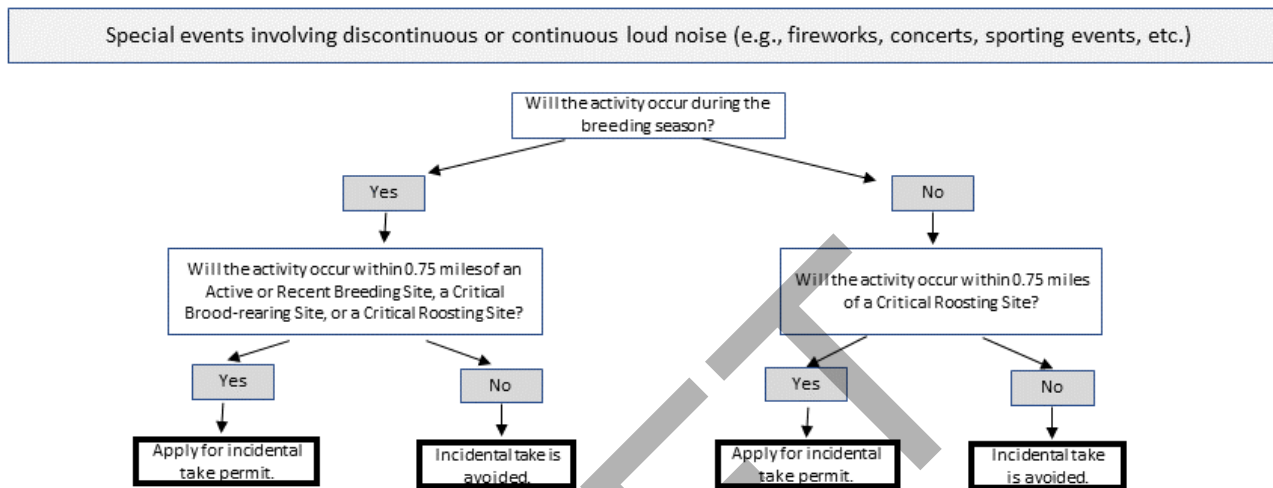 Special events involving discontinuous or continuous loud noise (e.g., fireworks, concerts, sporting events, etc.)
Will the activity occur during the
breeding season?
Yes
No
Will the activity occur within 0.75 miles of an
Active or Recent Breeding Site, a Critical
Brood-rearing Site, or a Critical Roosting Site?
Will the activity occur within 0.75 miles
of a Critical Roosting Site?
Yes
No
Yes
No
Apply for incidental
take permit.
Incidental take is
avoided.
Apply for incidental
take permit.
Incidental take
is avoided.